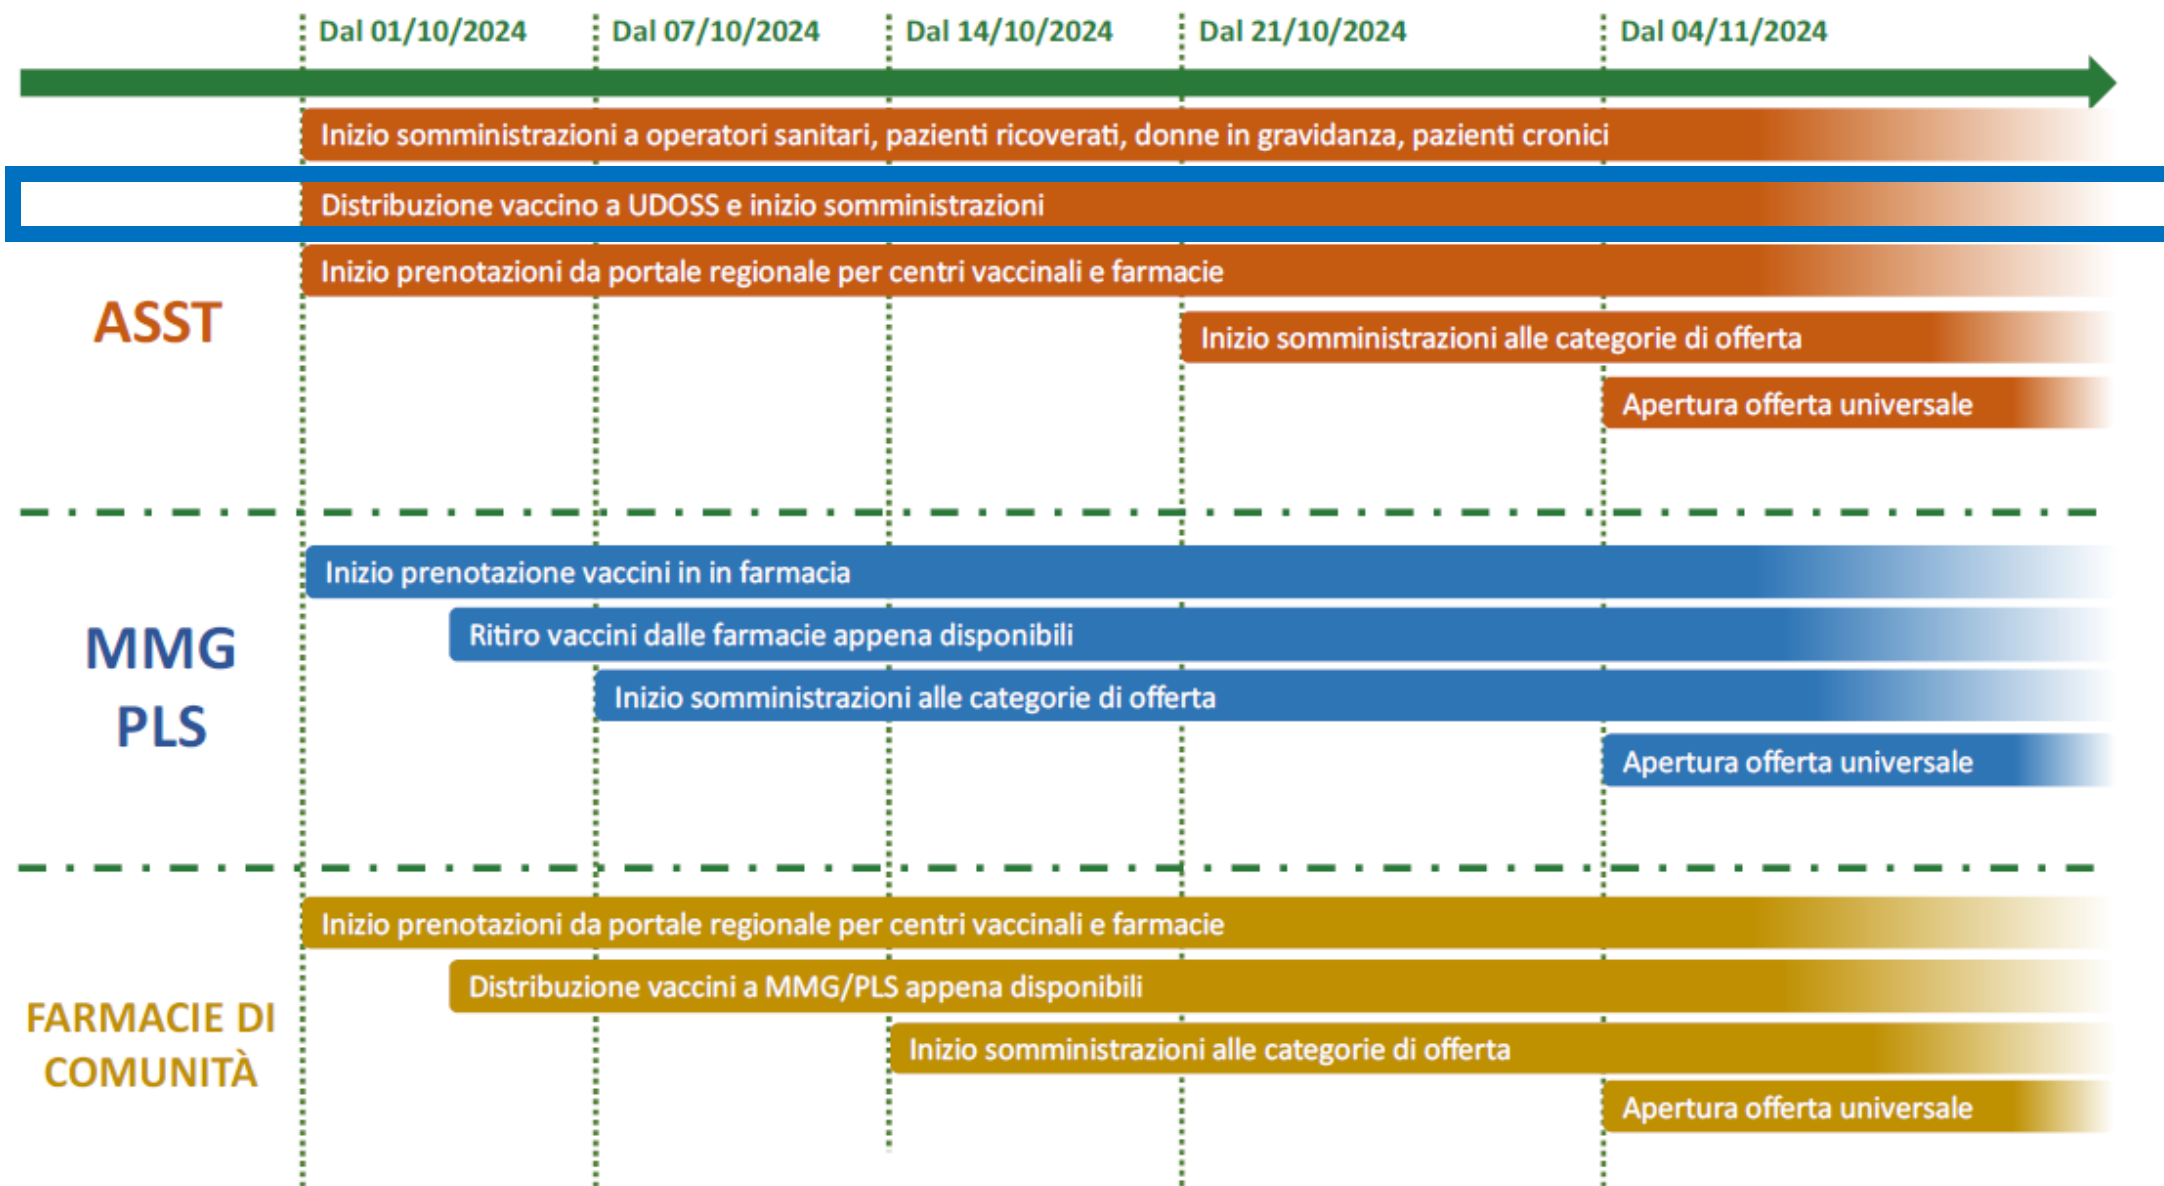 Dal 01/10/2024
Dal 07/10/2024
Dal 14/10/2024
Dal 21/10/2024
Dal 04/11/2024
Inizio somministrazioni a operatori sanitari, pazienti ricoverati, donne in gravidanza, pazienti cronici
Distribuzione vaccino a UDOSS e inizio somministrazioni
Inizio prenotazioni da portale regionale per centri vaccinali e farmacie
ASST
Inizio somministrazioni alle categorie di offerta
Apertura offerta universale
Inizio prenotazione vaccini in in farmacia
MMG
PLS
Ritiro vaccini dalle farmacie appena disponibili
Inizio somministrazioni alle categorie di offerta
Apertura offerta universale
Inizio prenotazioni da portale regionale per centri vaccinali e farmacie
FARMACIE DI
COMUNITÀ
Distribuzione vaccini a MMG/PLS appena disponibili
Inizio somministrazioni alle categorie di offerta
Apertura offerta universale